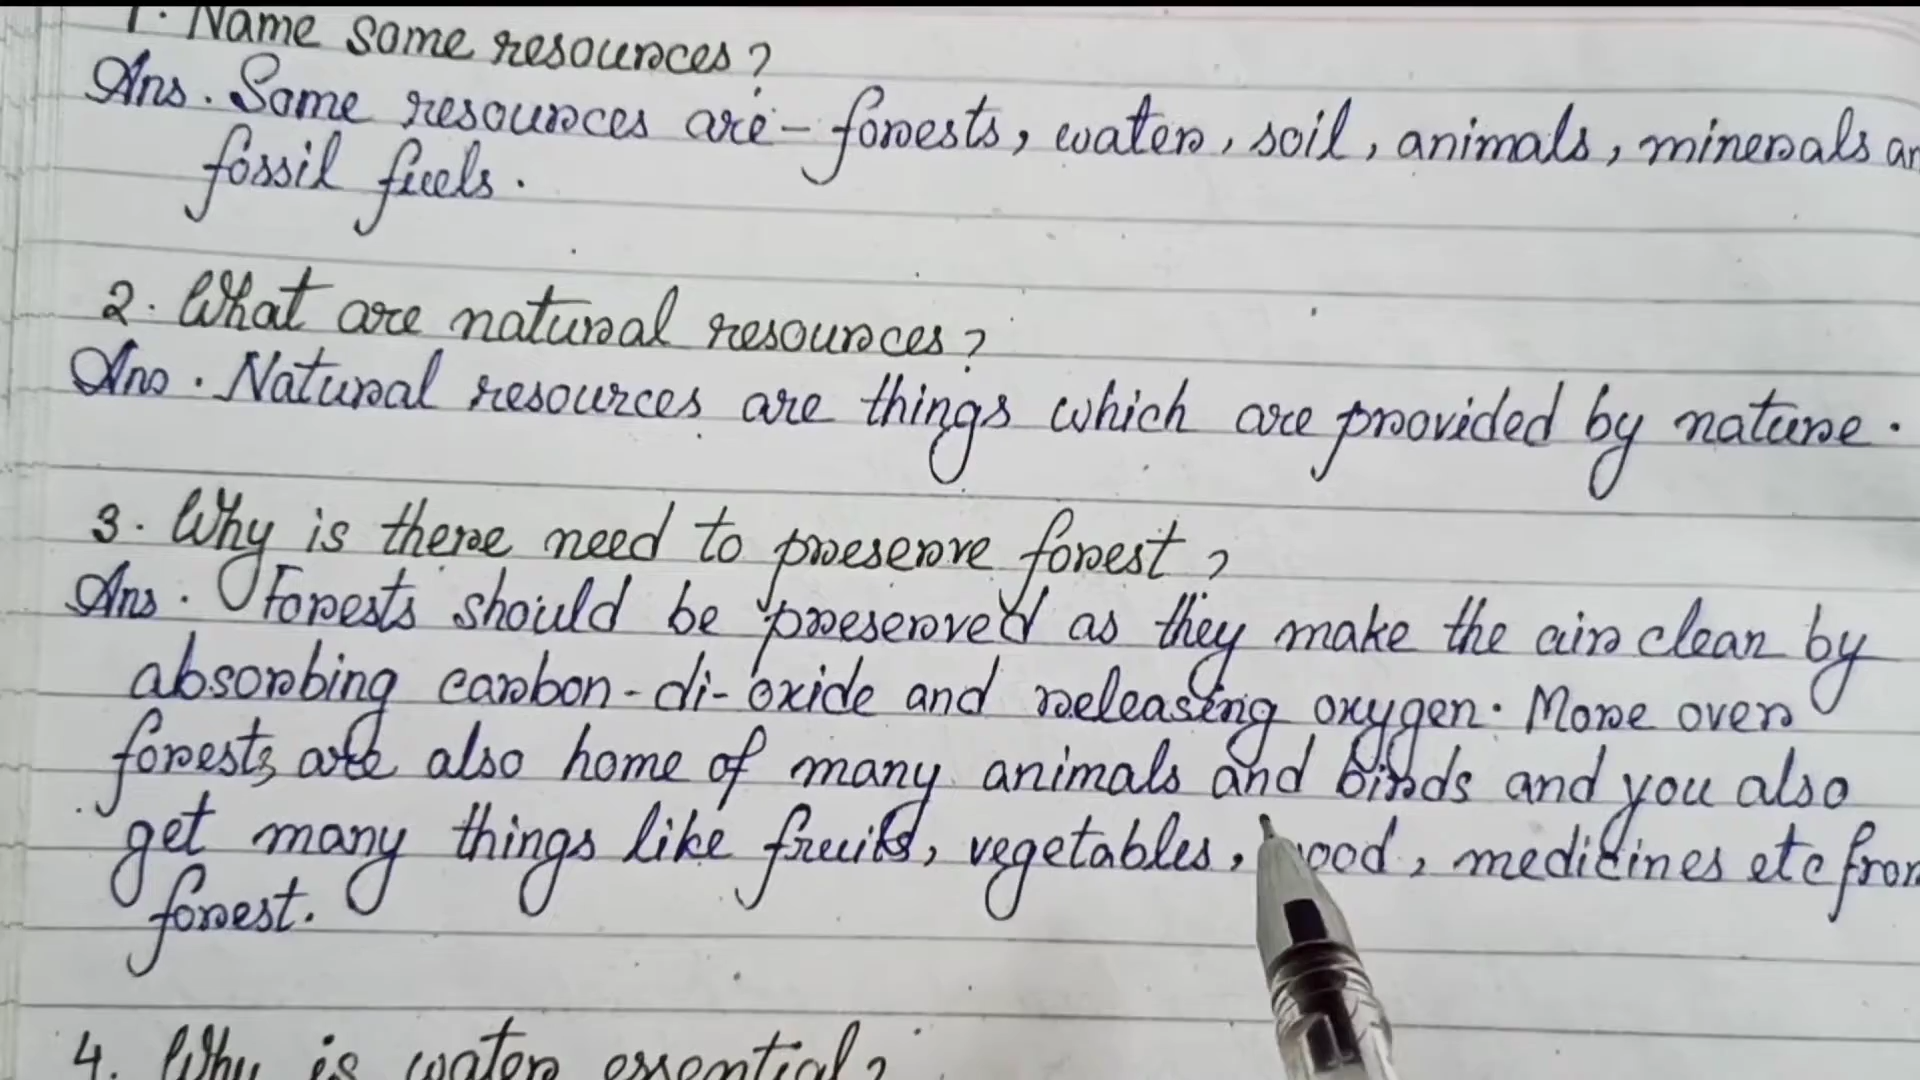 1. Name some resources?
Ans. Some resources are- forests, water, soil, animals, minerals
fossil fuels.
2. What are natural resources?
Ans. Natural resources are things which are provided by nature.
3. Why is there need to preserve forest?
Ans. Forests should be preserved as they make the air clean by
absorbing carbon-di-oxide and releasing oxygen. More over
forests are also home of many animals and birds and you also
get many things like fruits, vegetables, medicines etc from
forest.
4. Why is water essential?